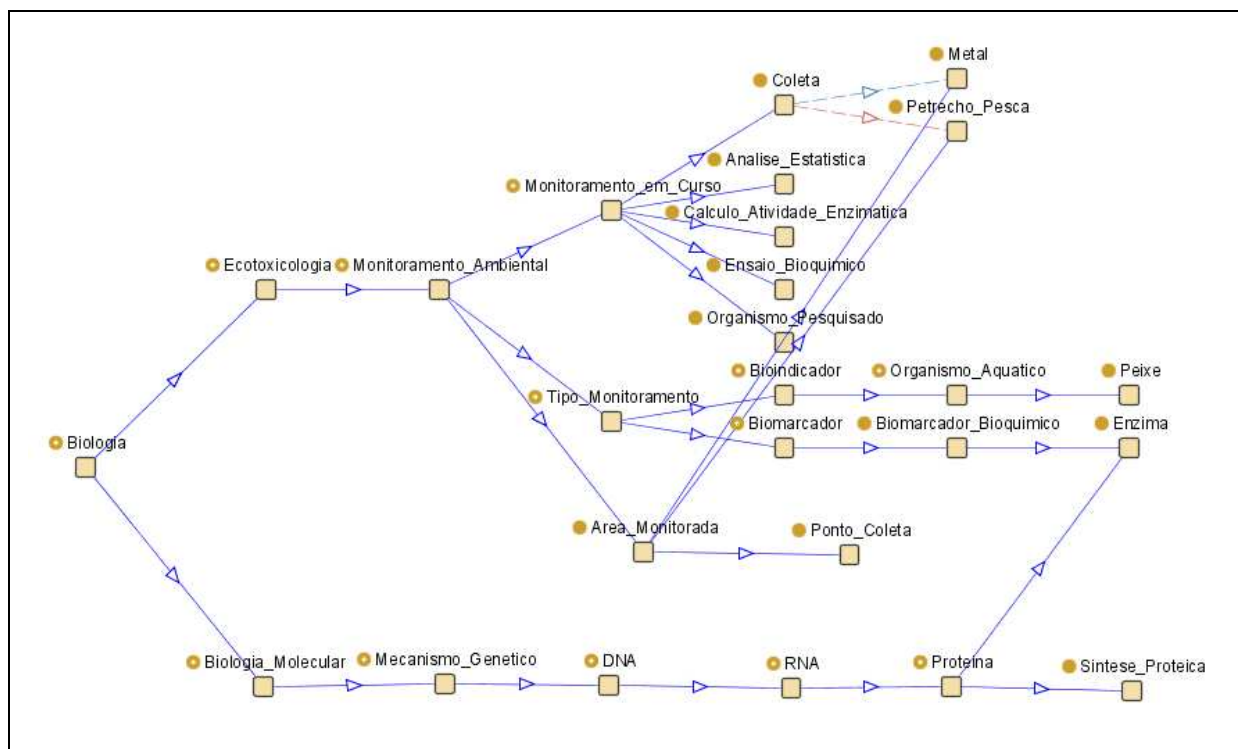 Metal
Coleta
Petrecho_Pesca
Analise_Estatistica
Monitoramento_em_Curso
Calculo_Atividade_Enzimatica
Ecotoxicologia
Monitoramento_Ambiental
Ensaio_Bioquimico
Organismo_Pesquisado
Bioindicador
Organismo_Aquatico
Peixe
Tipo_Monitoramento
Biomarcador
Biomarcador_Bioquimico
Enzima
Biologia
Area_Monitorada
Ponto_Coleta
Biologia_Molecular
Mecanismo_Genetico
DNA
RNA
Proteina
Sintese_Proteica